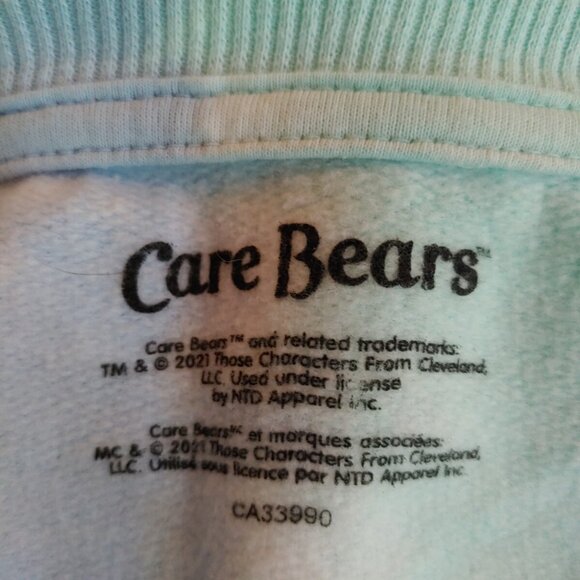 Care Bears™
Care Bears™ and related trademarks:
TM & © 2021 Those Characters From Cleveland,
LLC. Used under license
by NTD Apparel Inc.
Care Bears᷿ᴹᶜ et marques associées:
MC & © 2021 Those Characters From Cleveland,
LLC. Utilisé sous licence par NTD Apparel Inc.
CA33990